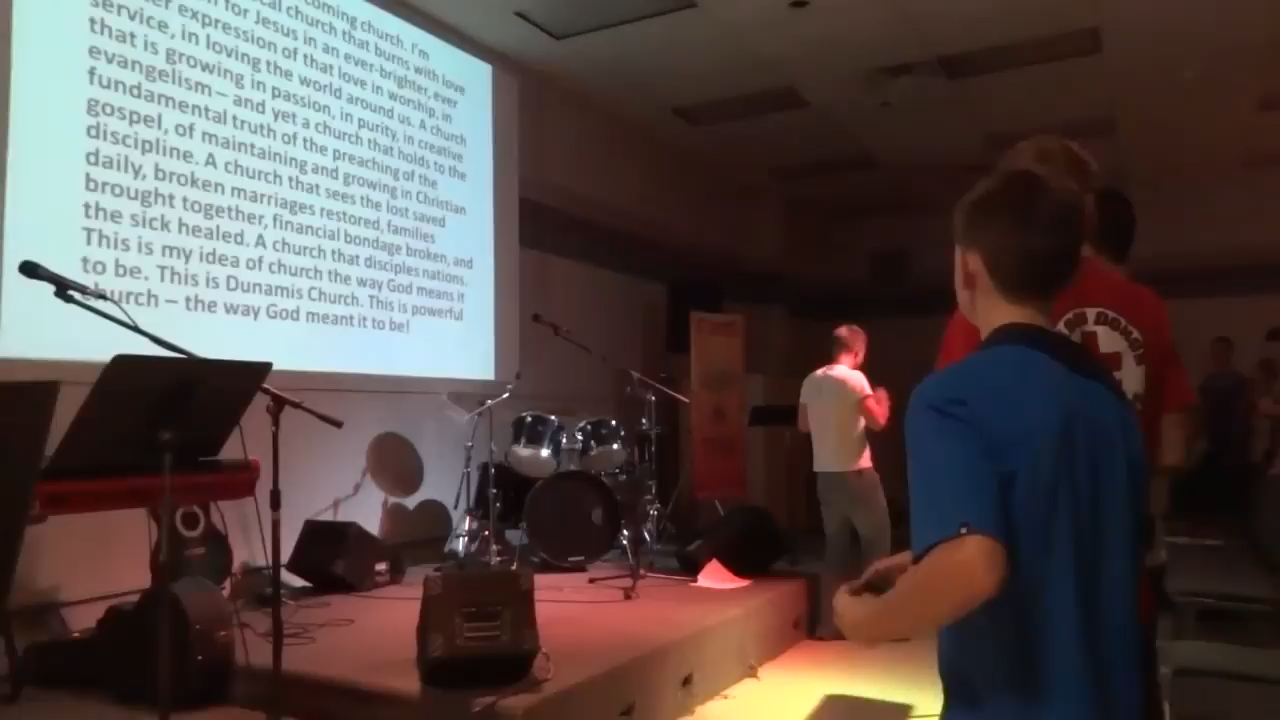 coming church. I'm
local church that burns with love
for Jesus in an ever-brighter, ever
expression of that love in worship, in
service, in loving the world around us. A church
that is growing in passion, in purity, in creative
evangelism – and yet a church that holds to the
fundamental truth of the preaching of the
gospel, of maintaining and growing in Christian
discipline. A church that sees the lost saved
daily, broken marriages restored, families
brought together, financial bondage broken, and
the sick healed. A church that disciples nations.
This is my idea of church the way God means it
to be. This is Dunamis Church. This is powerful
church – the way God meant it to be!